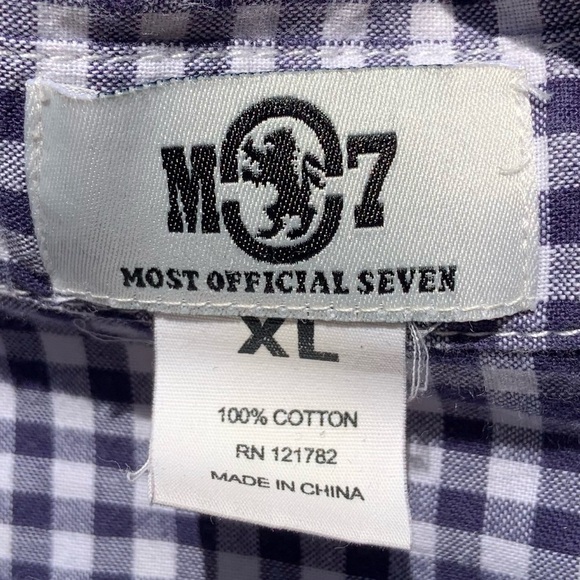 MO7
MOST OFFICIAL SEVEN
XL
100% COTTON
RN 121782
MADE IN CHINA